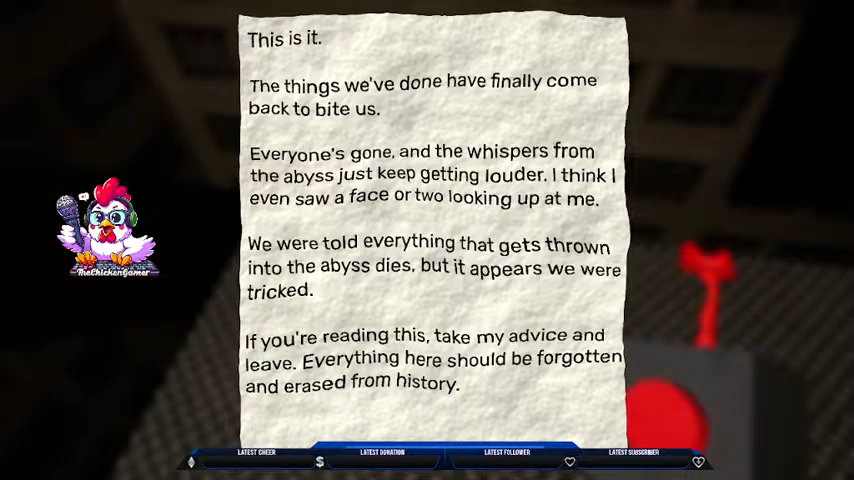 This is it.
The things we've done have finally come
back to bite us.
Everyone's gone, and the whispers from
the abyss just keep getting louder. I think I
even saw a face or two looking up at me.
We were told everything that gets thrown
into the abyss dies, but it appears we were
tricked.
If you're reading this, take my advice and
leave. Everything here should be forgotten
and erased from history.
TheChickenGamer
LATEST CHEER
LATEST DONATION
LATEST FOLLOWER
LATEST SUBSCRIBER
$